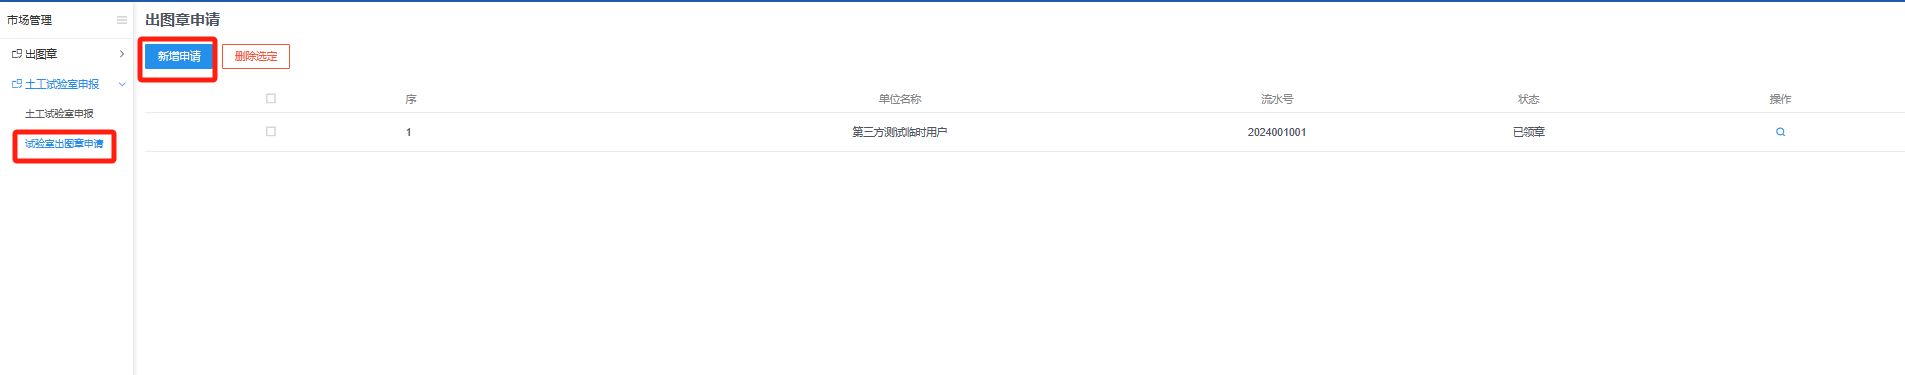 市场管理
出图章
土工试验室申报
土工试验室申报
试验室出图章申请
出图章申请
新增申请 删除选定
序 单位名称 流水号 状态 操作
1 第三方测试临时用户 2024001001 已领章